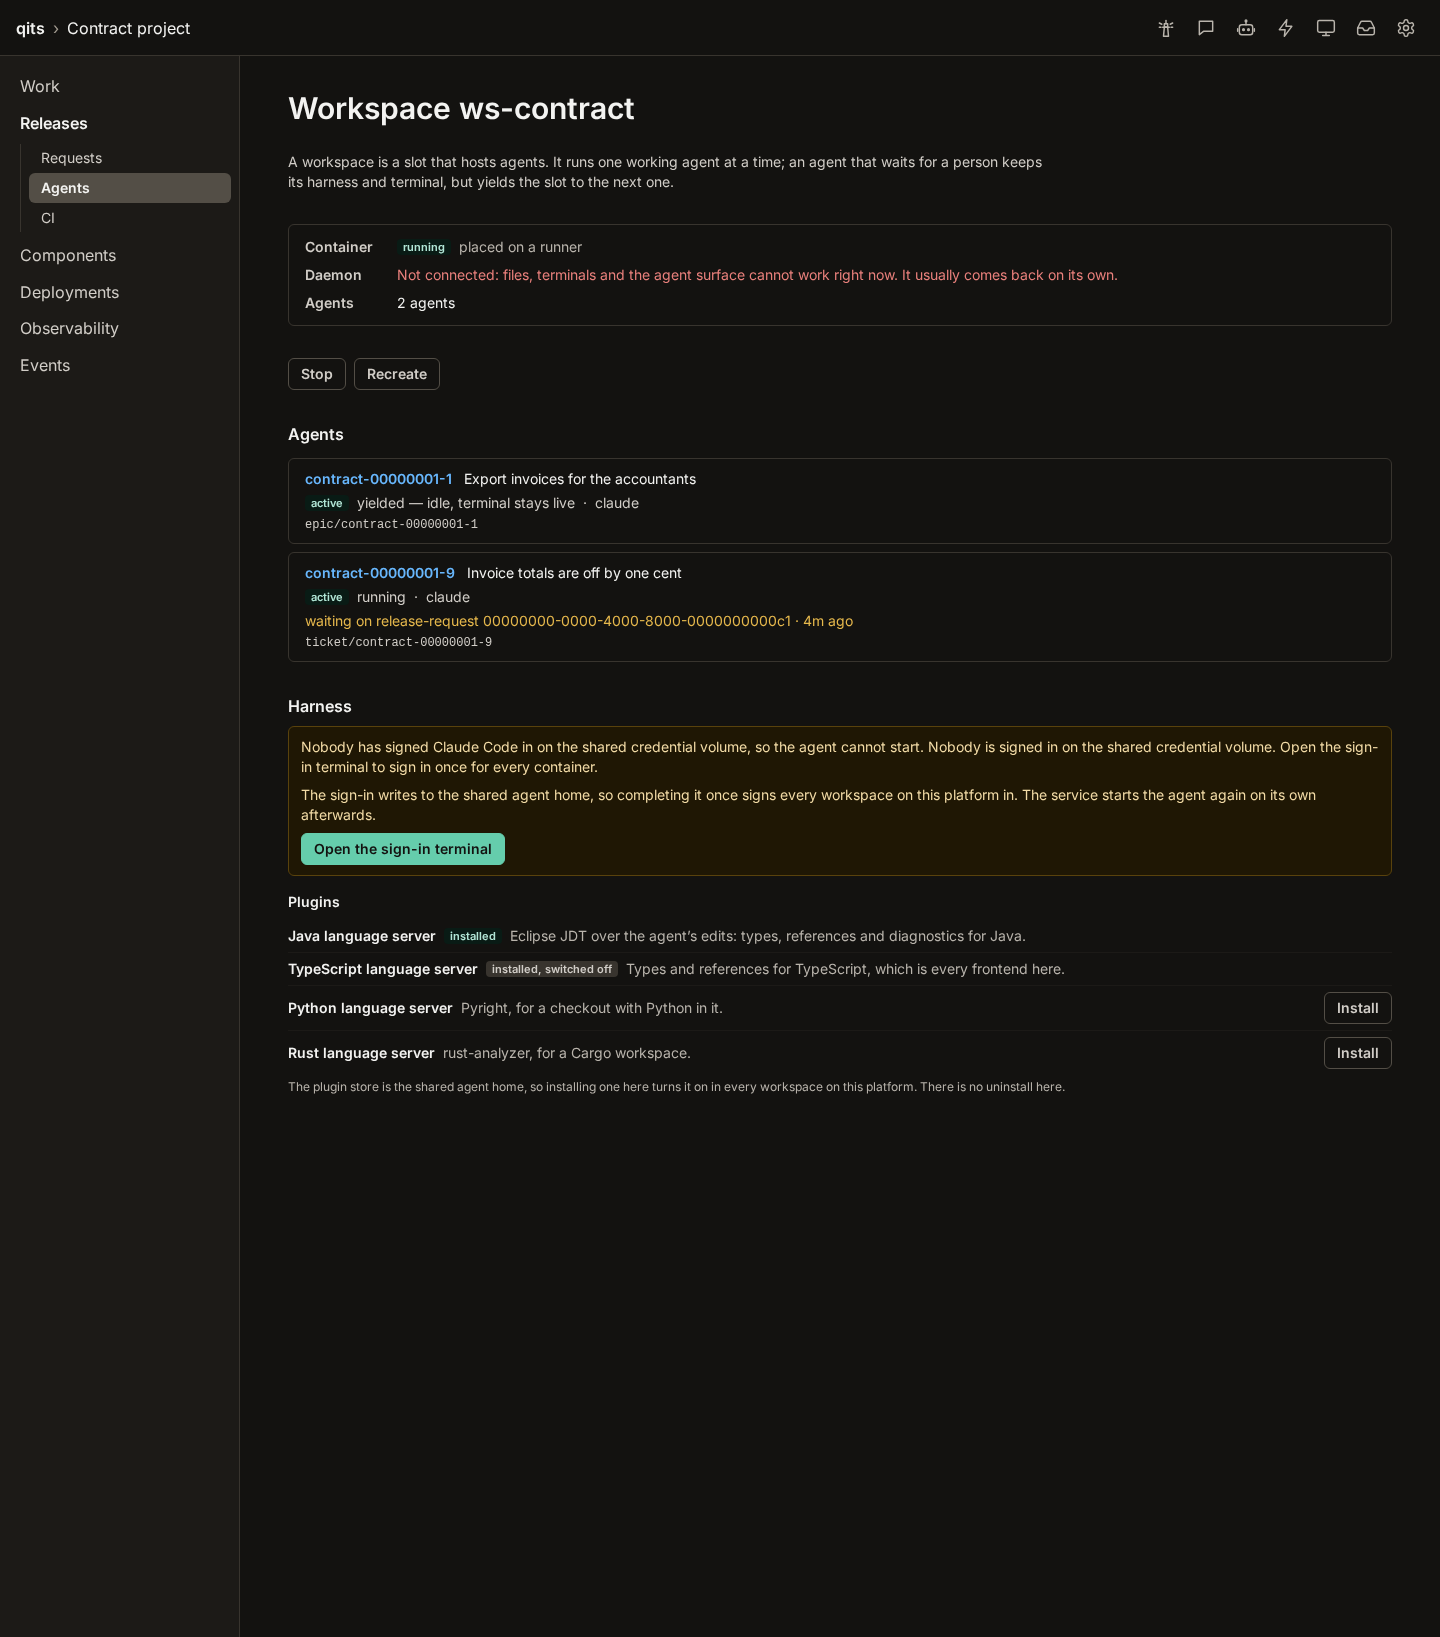 qits › Contract project
Work
Releases
Requests
Agents
CI
Components
Deployments
Observability
Events
Workspace ws-contract
A workspace is a slot that hosts agents. It runs one working agent at a time; an agent that waits for a person keeps
its harness and terminal, but yields the slot to the next one.
Container running placed on a runner
Daemon Not connected: files, terminals and the agent surface cannot work right now. It usually comes back on its own.
Agents 2 agents
Stop Recreate
Agents
contract-00000001-1 Export invoices for the accountants
active yielded — idle, terminal stays live · claude
epic/contract-00000001-1
contract-00000001-9 Invoice totals are off by one cent
active running · claude
waiting on release-request 00000000-0000-4000-8000-0000000000c1 · 4m ago
ticket/contract-00000001-9
Harness
Nobody has signed Claude Code in on the shared credential volume, so the agent cannot start. Nobody is signed in on the shared credential volume. Open the sign-
in terminal to sign in once for every container.
The sign-in writes to the shared agent home, so completing it once signs every workspace on this platform in. The service starts the agent again on its own
afterwards.
Open the sign-in terminal
Plugins
Java language server installed Eclipse JDT over the agent’s edits: types, references and diagnostics for Java.
TypeScript language server installed, switched off Types and references for TypeScript, which is every frontend here.
Python language server Pyright, for a checkout with Python in it. Install
Rust language server rust-analyzer, for a Cargo workspace. Install
The plugin store is the shared agent home, so installing one here turns it on in every workspace on this platform. There is no uninstall here.